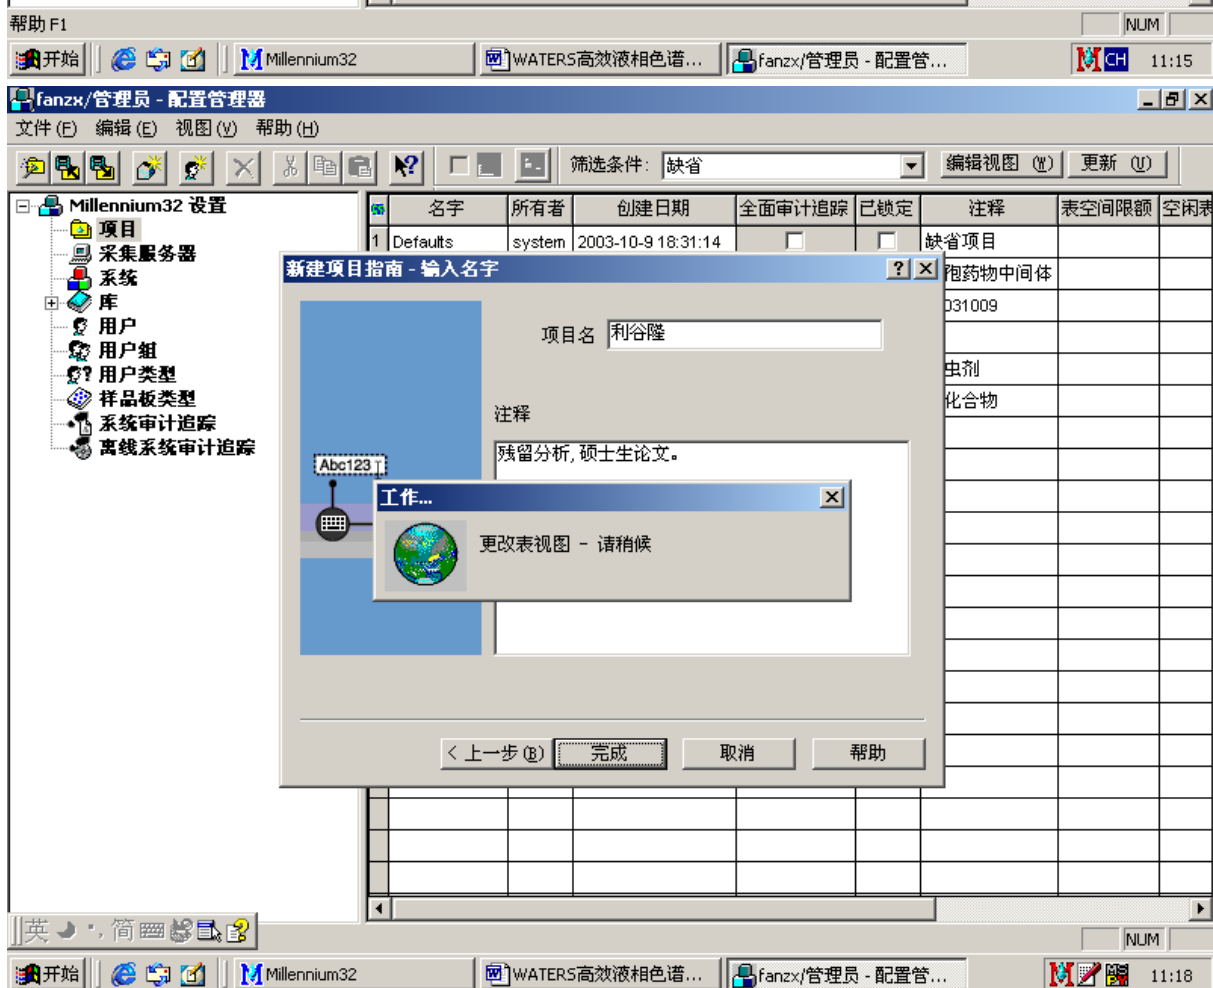 帮助 F1
NUM
开始 Millennium32 WATERS高效液相色谱... fanzx/管理员 - 配置管... CH 11:15
fanzx/管理员 - 配置管理器
文件(F) 编辑(E) 视图(V) 帮助(H)
筛选条件: 缺省 编辑视图 (W) 更新 (U)
Millennium32 设置
项目
采集服务器
系统
库
用户
用户组
用户类型
样品板类型
系统审计追踪
离线系统审计追踪
名字 所有者 创建日期 全面审计追踪 已锁定 注释 表空间限额 空闲表
1 Defaults system 2003-10-9 18:31:14 缺省项目
胞药物中间体
031009
虫剂
化合物
新建项目指南 - 输入名字
项目名 利谷隆
注释
残留分析,硕士生论文。
Abc123
工作...
更改表视图 - 请稍候
< 上一步(B) 完成 取消 帮助
英 简
NUM
开始 Millennium32 WATERS高效液相色谱... fanzx/管理员 - 配置管... 11:18